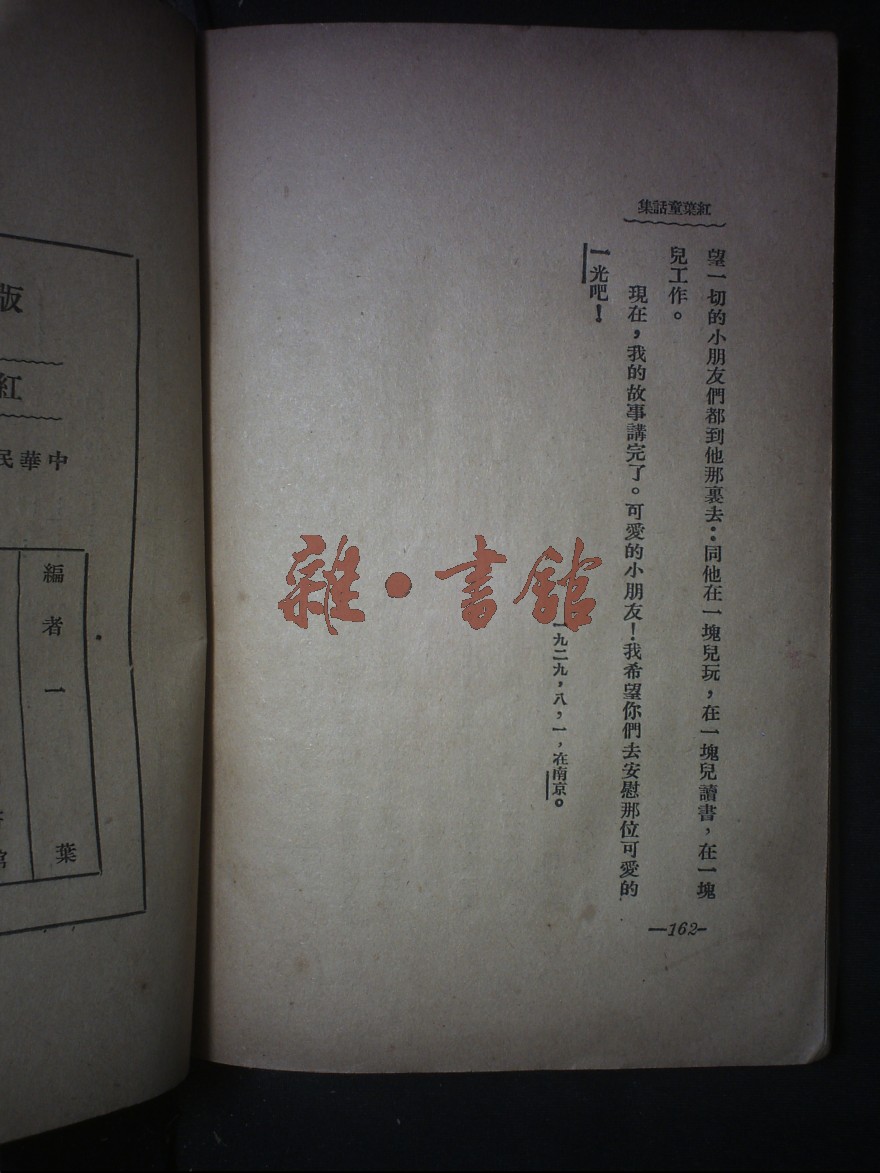 紅葉童話集
望一切的小朋友們都到他那裏去：同他在一塊兒玩，在一塊兒讀書，在一塊
兒工作。
現在，我的故事講完了。可愛的小朋友！我希望你們去安慰那位可愛的
一光吧！
一九二九，八，一，在南京。
—162—
雜·書館
版
紅
中華民
編者一葉
館